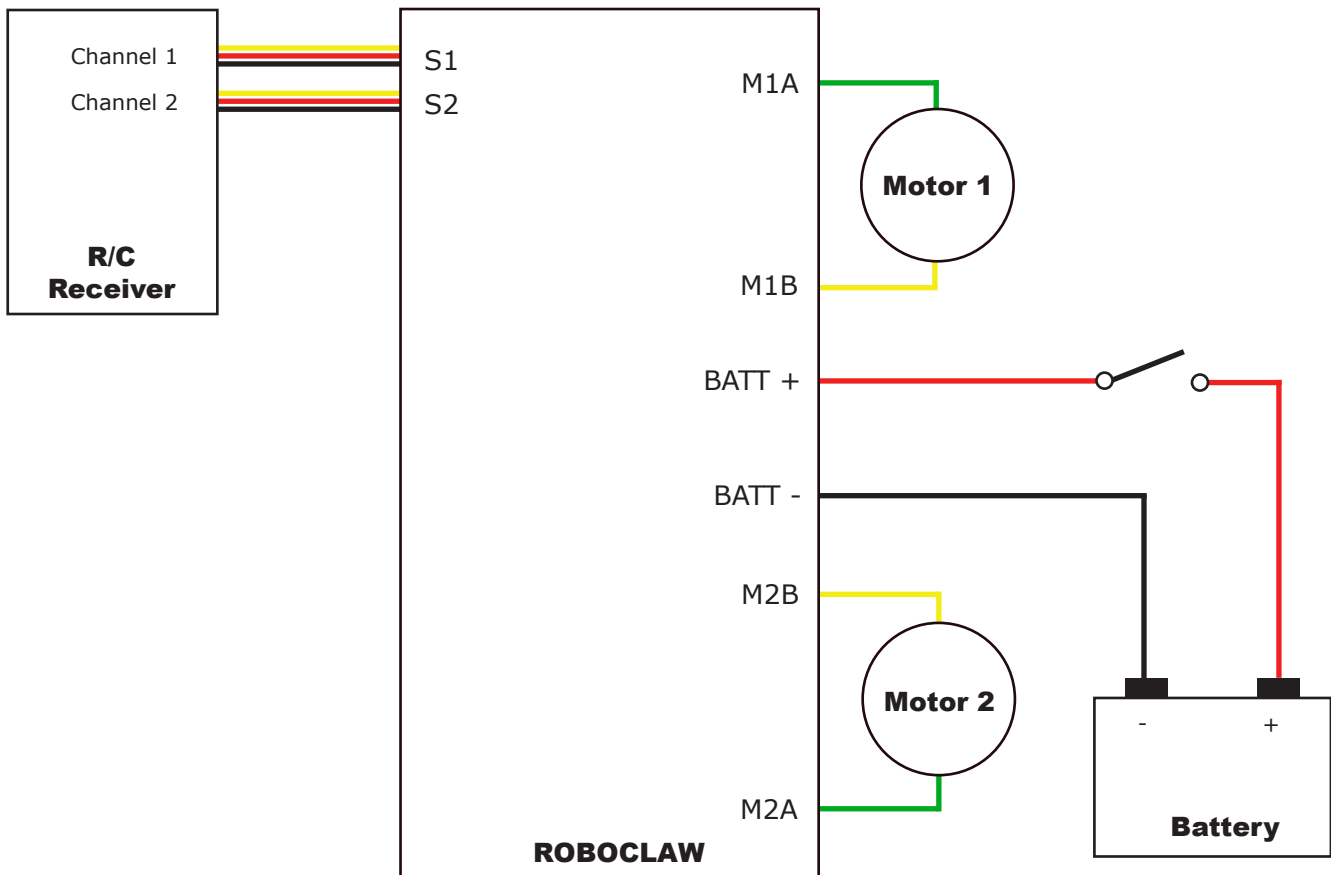 Channel 1
Channel 2
R/C
Receiver
S1
S2
M1A
Motor 1
M1B
BATT +
BATT -
M2B
Motor 2
M2A
ROBOCLAW
- +
Battery